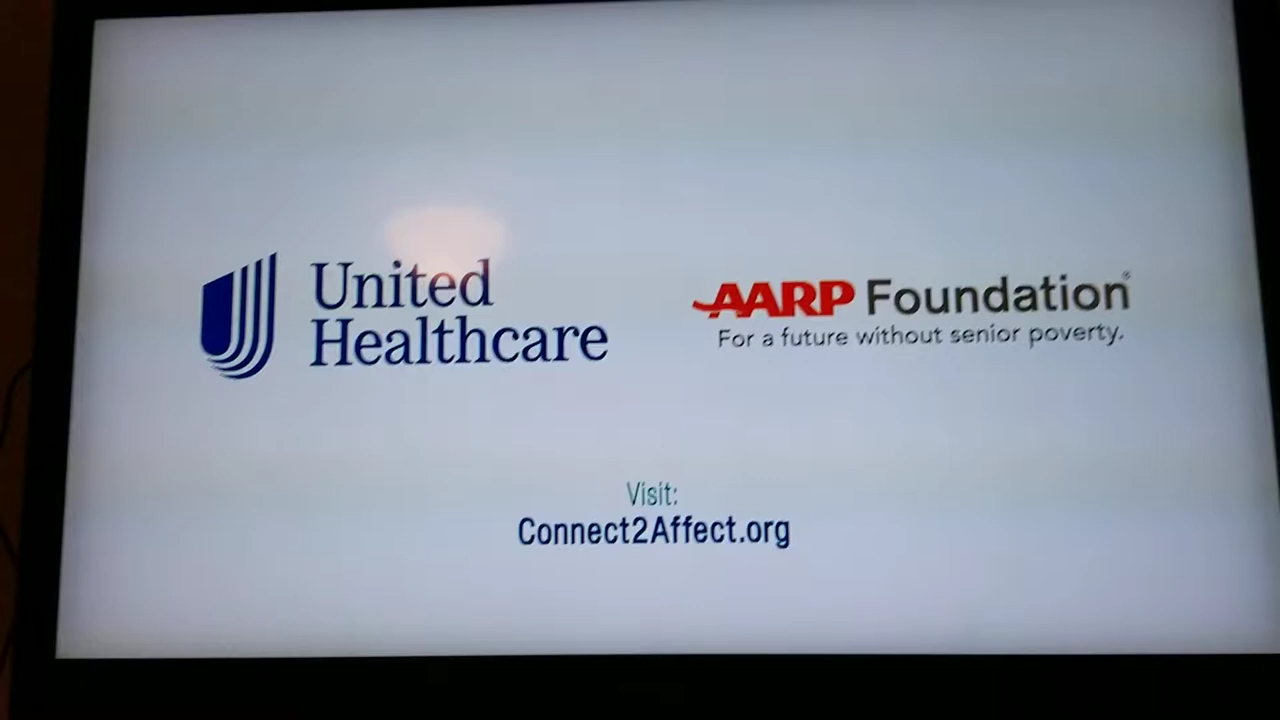 United
Healthcare
AARP Foundation®
For a future without senior poverty.
Visit:
Connect2Affect.org